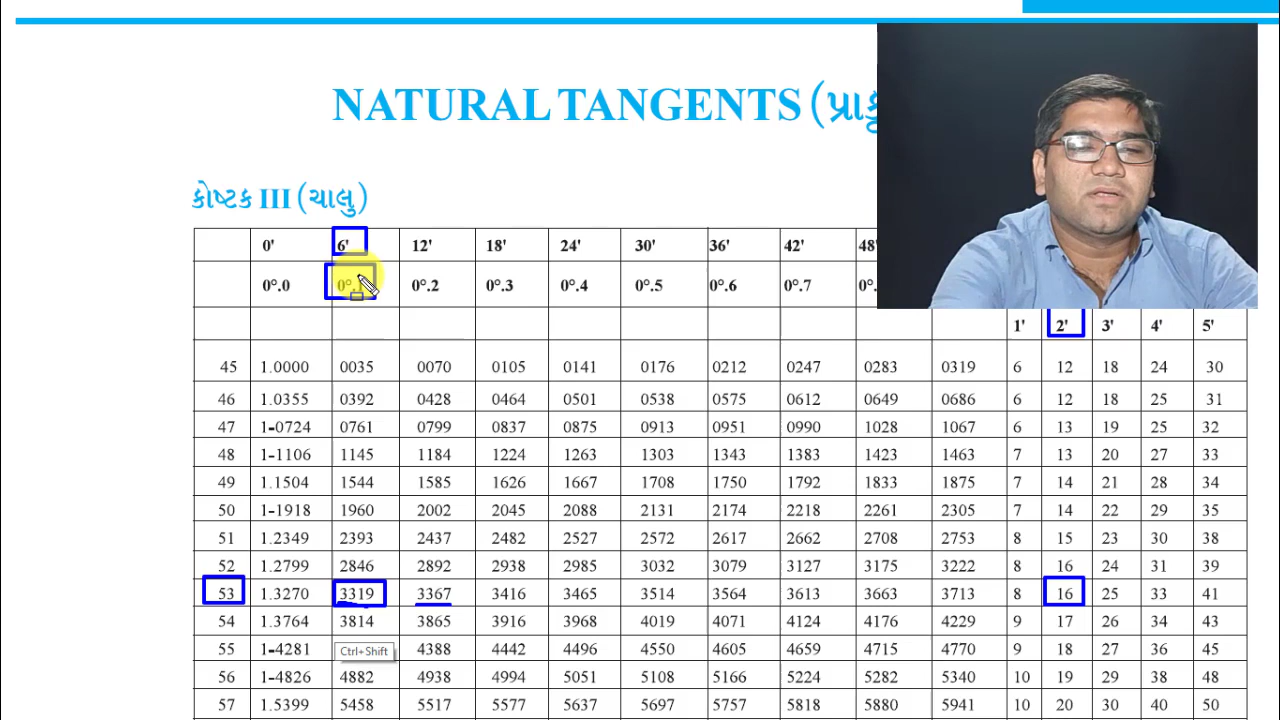 NATURAL TANGENTS (પ્રાકૃ
કોષ્ટક III (ચાલુ)
0' 6' 12' 18' 24' 30' 36' 42' 48'
0°.0 0°.1 0°.2 0°.3 0°.4 0°.5 0°.6 0°.7 0°.
1' 2' 3' 4' 5'
45 1.0000 0035 0070 0105 0141 0176 0212 0247 0283 0319 6 12 18 24 30
46 1.0355 0392 0428 0464 0501 0538 0575 0612 0649 0686 6 12 18 25 31
47 1-0724 0761 0799 0837 0875 0913 0951 0990 1028 1067 6 13 19 25 32
48 1-1106 1145 1184 1224 1263 1303 1343 1383 1423 1463 7 13 20 27 33
49 1.1504 1544 1585 1626 1667 1708 1750 1792 1833 1875 7 14 21 28 34
50 1-1918 1960 2002 2045 2088 2131 2174 2218 2261 2305 7 14 22 29 35
51 1.2349 2393 2437 2482 2527 2572 2617 2662 2708 2753 8 15 23 30 38
52 1.2799 2846 2892 2938 2985 3032 3079 3127 3175 3222 8 16 24 31 39
53 1.3270 3319 3367 3416 3465 3514 3564 3613 3663 3713 8 16 25 33 41
54 1.3764 3814 3865 3916 3968 4019 4071 4124 4176 4229 9 17 26 34 43
55 1-4281 Ctrl+Shift 4388 4442 4496 4550 4605 4659 4715 4770 9 18 27 36 45
56 1-4826 4882 4938 4994 5051 5108 5166 5224 5282 5340 10 19 29 38 48
57 1.5399 5458 5517 5577 5637 5697 5757 5818 5880 5941 10 20 30 40 50